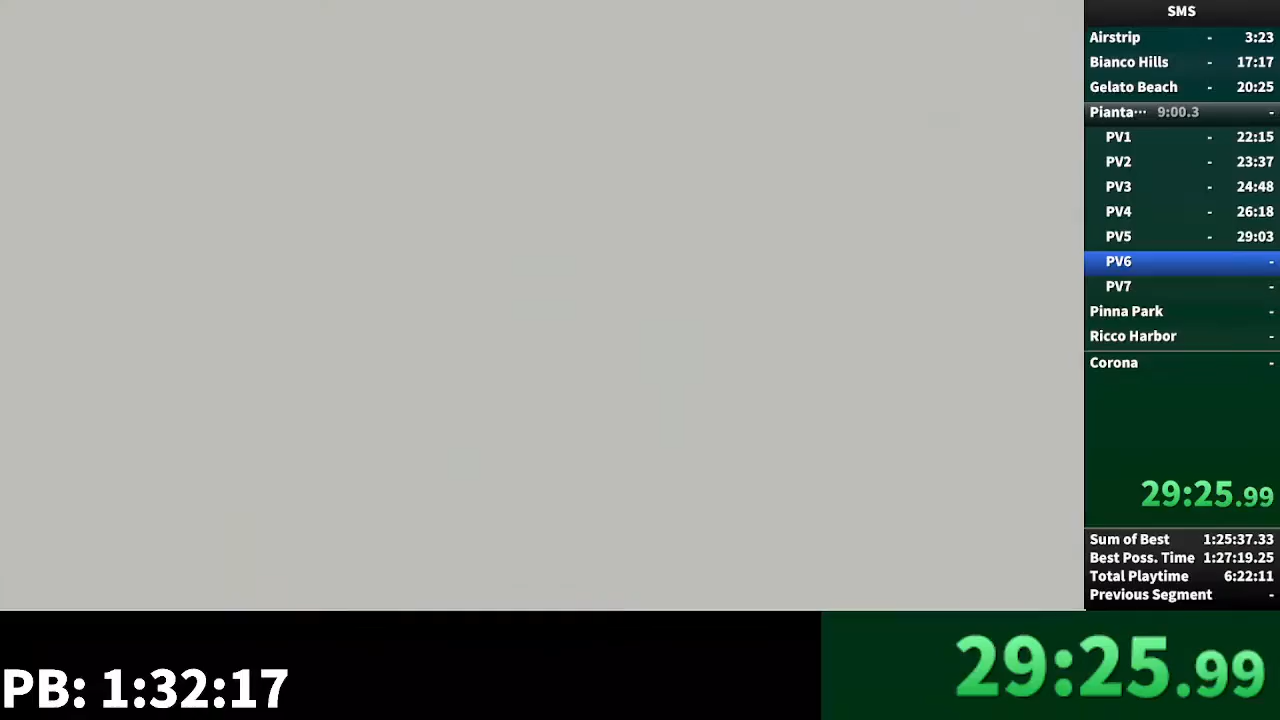 SMS
Airstrip - 3:23
Bianco Hills - 17:17
Gelato Beach - 20:25
Pianta··· 9:00.3 -
PV1 - 22:15
PV2 - 23:37
PV3 - 24:48
PV4 - 26:18
PV5 - 29:03
PV6 -
PV7 -
Pinna Park -
Ricco Harbor -
Corona -
29:25.99
Sum of Best 1:25:37.33
Best Poss. Time 1:27:19.25
Total Playtime 6:22:11
Previous Segment -
PB: 1:32:17
29:25.99